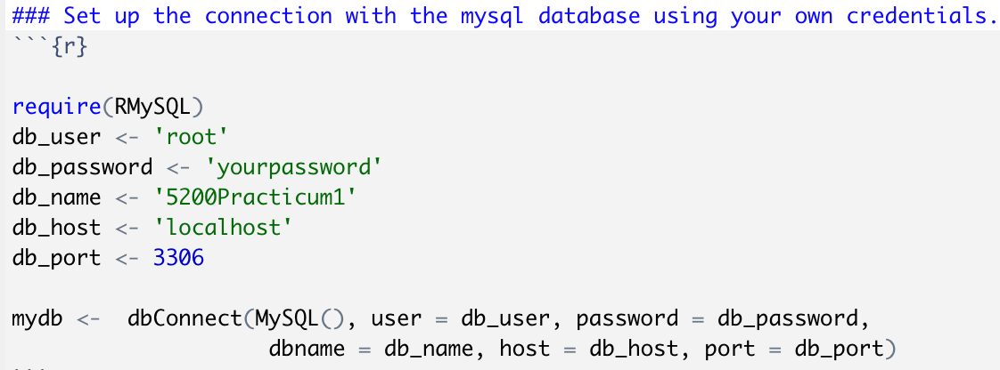 ### Set up the connection with the mysql database using your own credentials.
```{r}
require(RMySQL)
db_user <- 'root'
db_password <- 'yourpassword'
db_name <- '5200Practicum1'
db_host <- 'localhost'
db_port <- 3306
mydb <-  dbConnect(MySQL(), user = db_user, password = db_password,
                  dbname = db_name, host = db_host, port = db_port)
```